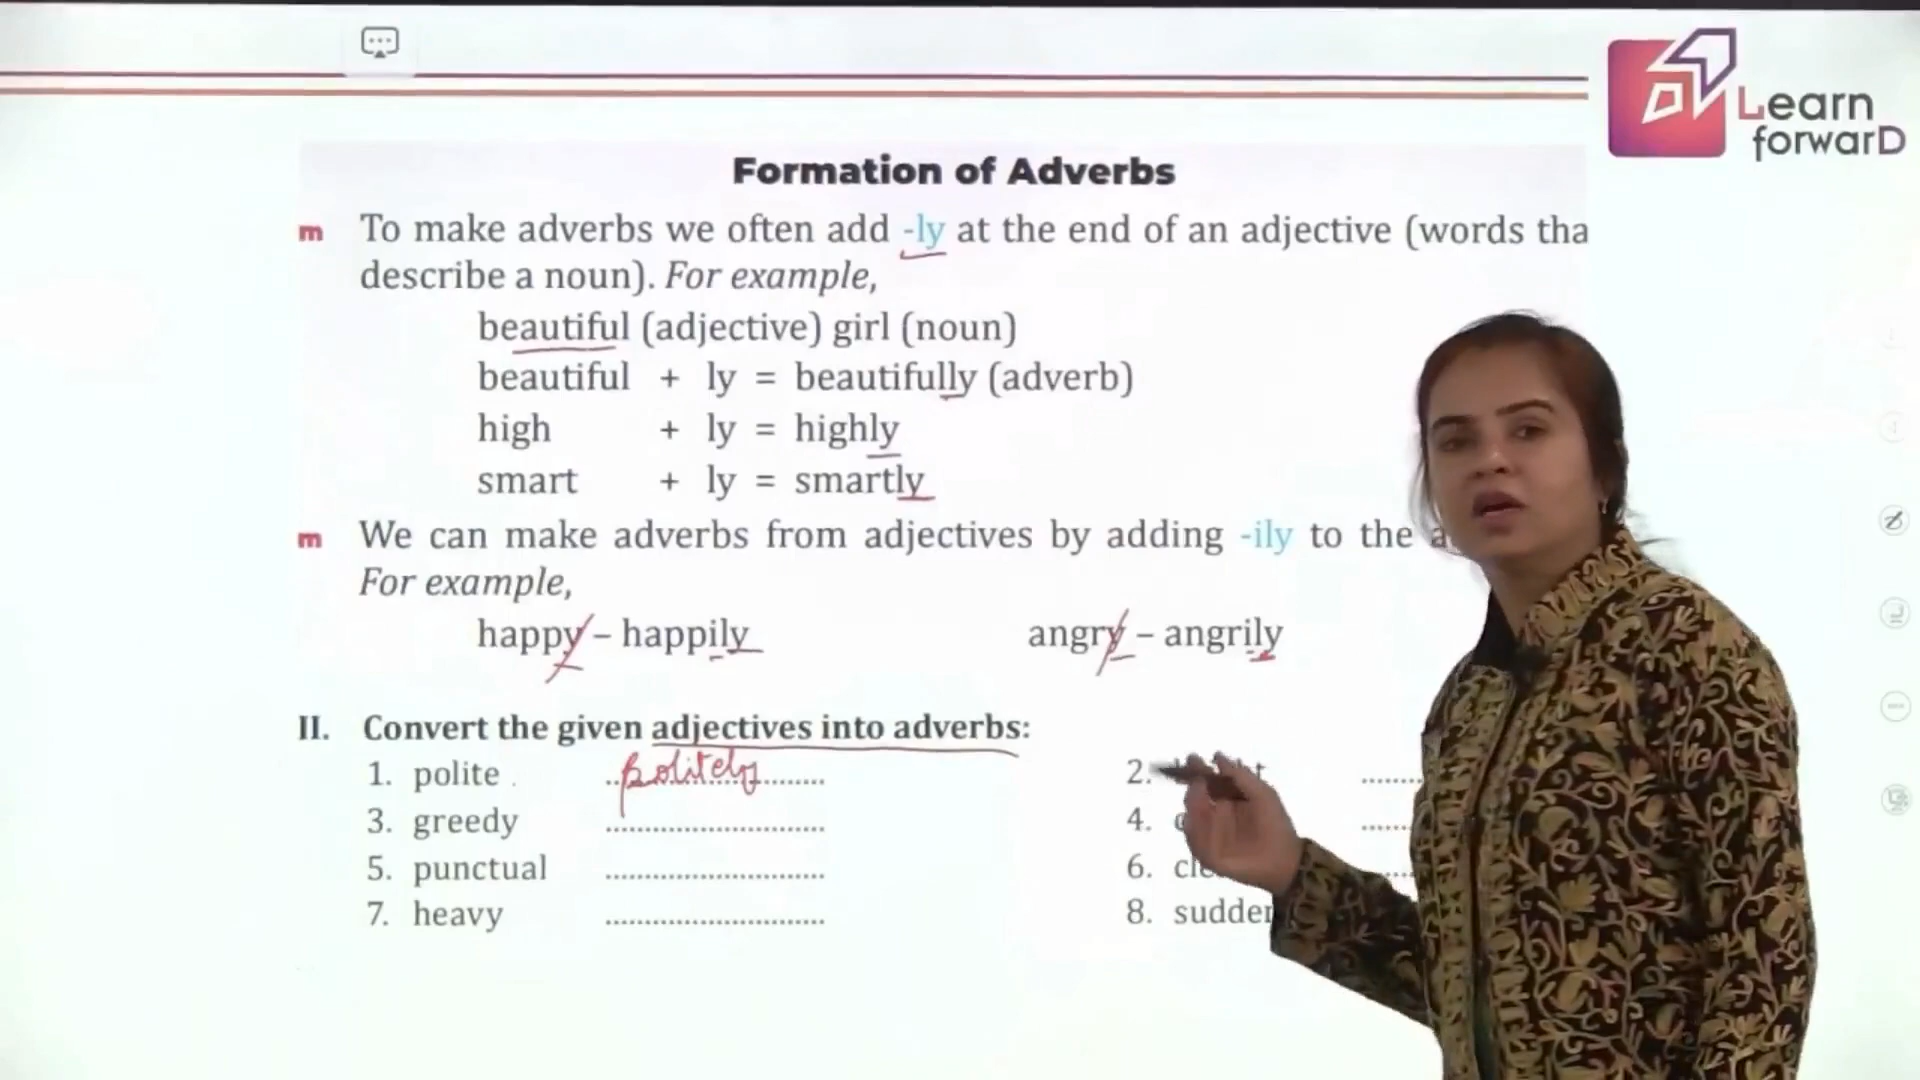 Learn
forwarD
Formation of Adverbs
m To make adverbs we often add -ly at the end of an adjective (words tha
describe a noun). For example,
beautiful (adjective) girl (noun)
beautiful + ly = beautifully (adverb)
high + ly = highly
smart + ly = smartly
m We can make adverbs from adjectives by adding -ily to the
For example,
happy – happily angry – angrily
II. Convert the given adjectives into adverbs:
1. polite politely 2.
3. greedy 4.
5. punctual 6.
7. heavy 8. sudden